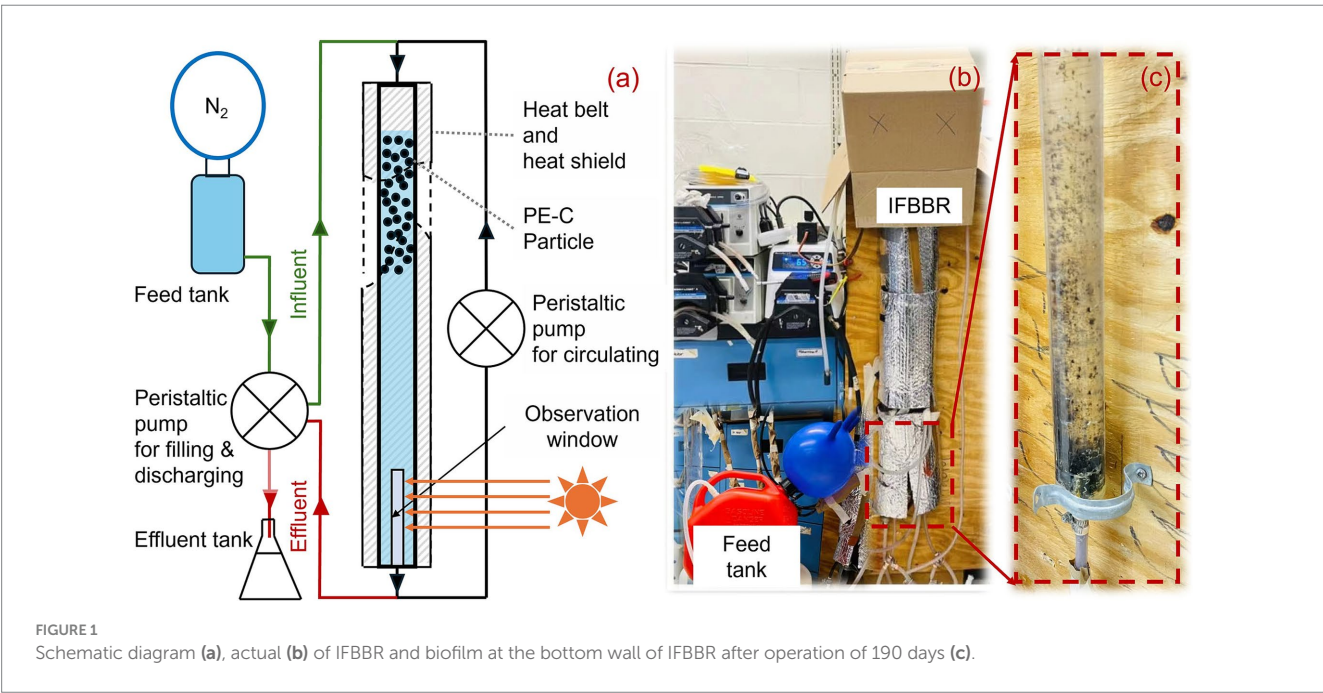 (a)
N2
Heat belt
and
heat shield
PE-C
Particle
Feed tank
Influent
Peristaltic
pump
for circulating
Peristaltic
pump
for filling &
discharging
Observation
window
Effluent tank
Effluent
(b)
IFBBR
Feed
tank
(c)
FIGURE 1
Schematic diagram (a), actual (b) of IFBBR and biofilm at the bottom wall of IFBBR after operation of 190 days (c).